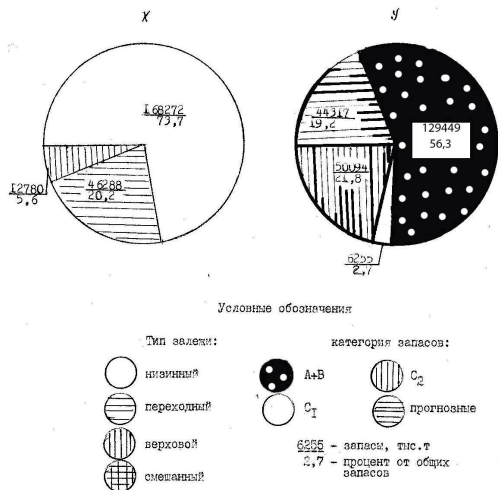 X
У
168272
73,7
12780
5,6
46288
20,2
44317
19,2
129449
56,3
50094
21,8
6255
2,7
Условные обозначения
Тип залежи:
категория запасов:
низинный
переходный
верховой
смешанный
А+В
С₂
С_I
прогнозные
6255 - запасы, тыс.т
2,7 - процент от общих
запасов